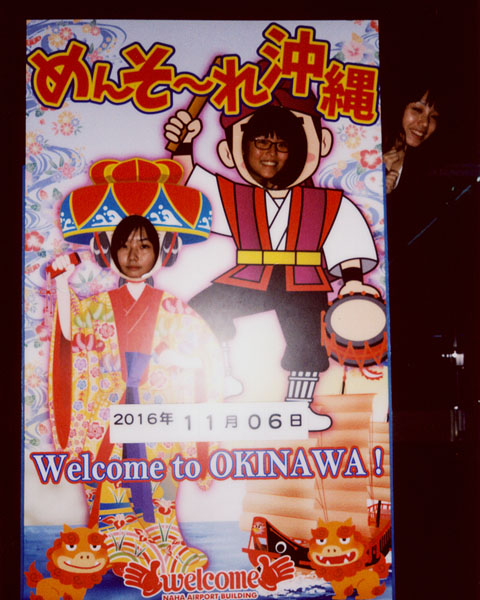 めんそ〜れ沖縄
2016年 11月 06日
Welcome to OKINAWA!
welcome
NAHA AIRPORT BUILDING